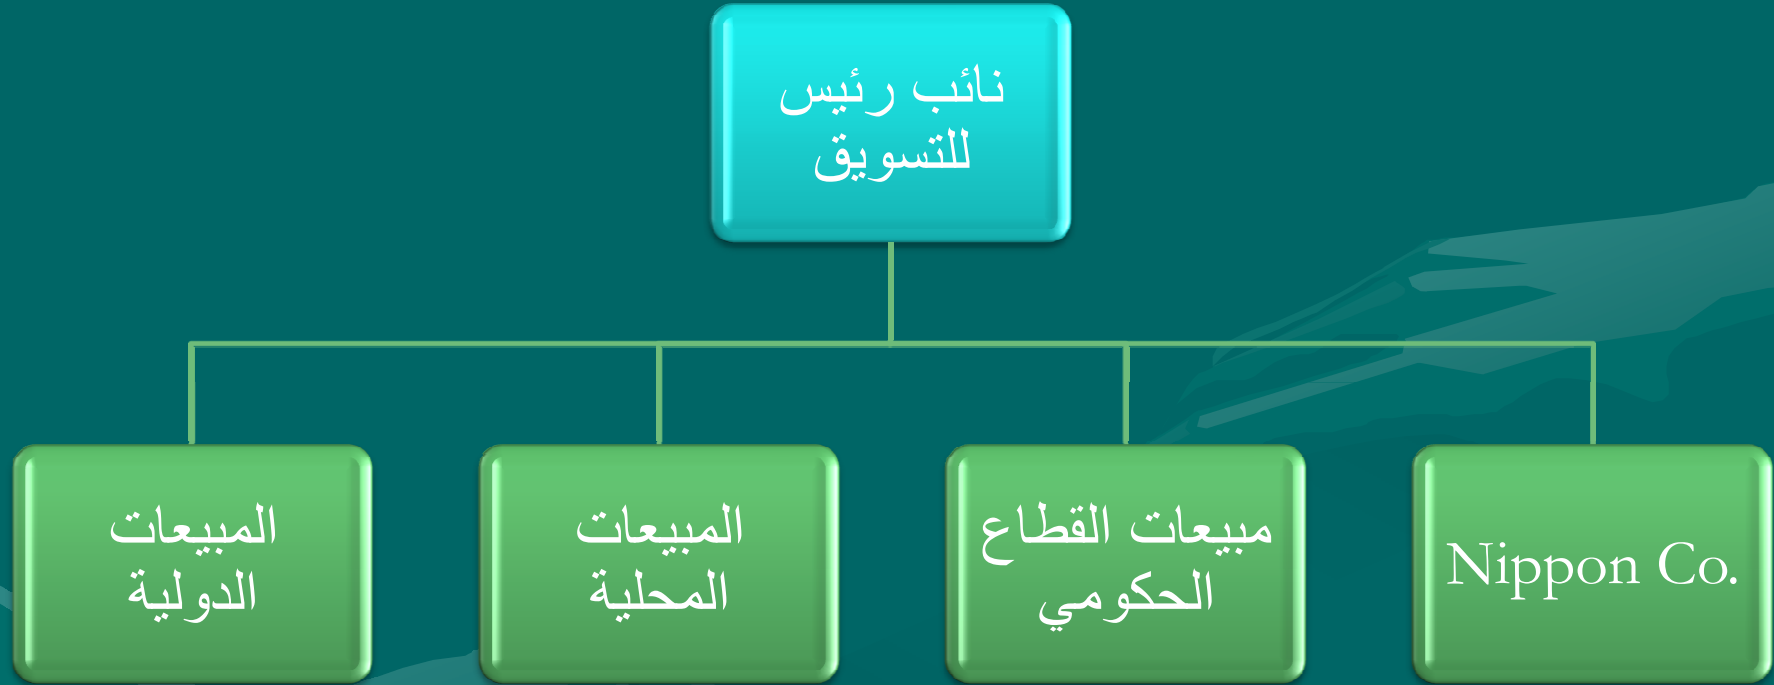 نائب رئيس
للتسويق
Nippon Co.
مبيعات القطاع
الحكومي
المبيعات
المحلية
المبيعات
الدولية